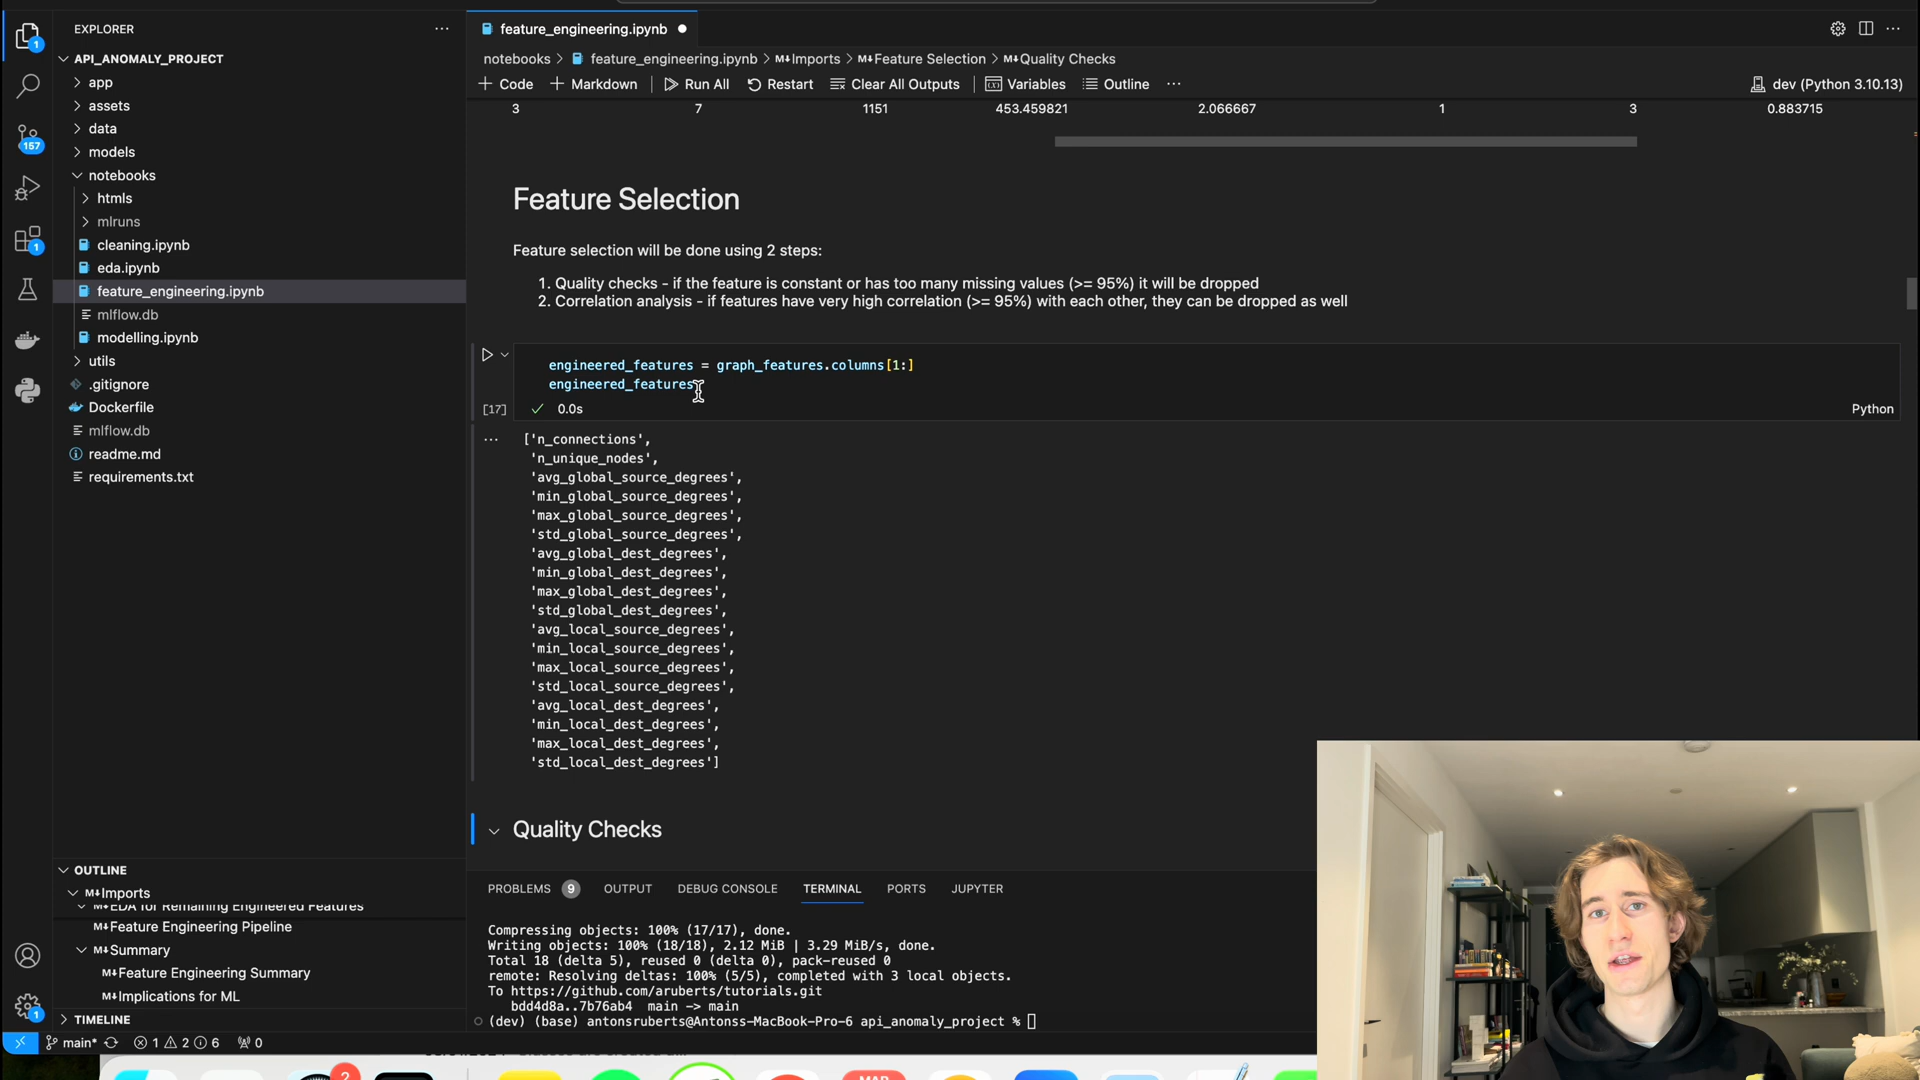 EXPLORER
feature_engineering.ipynb
API_ANOMALY_PROJECT
app
assets
data
models
notebooks
htmls
mlruns
cleaning.ipynb
eda.ipynb
feature_engineering.ipynb
mlflow.db
modelling.ipynb
utils
.gitignore
Dockerfile
mlflow.db
readme.md
requirements.txt
1
157
1
OUTLINE
Imports
EDA for Remaining Engineered Features
Feature Engineering Pipeline
Summary
Feature Engineering Summary
Implications for ML
TIMELINE
1
main* 1 2 6 0
notebooks > feature_engineering.ipynb > M↓Imports > M↓Feature Selection > M↓Quality Checks
+ Code + Markdown Run All Restart Clear All Outputs Variables Outline ... dev (Python 3.10.13)
3 7 1151 453.459821 2.066667 1 3 0.883715
Feature Selection
Feature selection will be done using 2 steps:
1. Quality checks - if the feature is constant or has too many missing values (>= 95%) it will be dropped
2. Correlation analysis - if features have very high correlation (>= 95%) with each other, they can be dropped as well
engineered_features = graph_features.columns[1:]
engineered_features
[17] ✓ 0.0s Python
['n_connections',
'n_unique_nodes',
'avg_global_source_degrees',
'min_global_source_degrees',
'max_global_source_degrees',
'std_global_source_degrees',
'avg_global_dest_degrees',
'min_global_dest_degrees',
'max_global_dest_degrees',
'std_global_dest_degrees',
'avg_local_source_degrees',
'min_local_source_degrees',
'max_local_source_degrees',
'std_local_source_degrees',
'avg_local_dest_degrees',
'min_local_dest_degrees',
'max_local_dest_degrees',
'std_local_dest_degrees']
Quality Checks
PROBLEMS 9 OUTPUT DEBUG CONSOLE TERMINAL PORTS JUPYTER
Compressing objects: 100% (17/17), done.
Writing objects: 100% (18/18), 2.12 MiB | 3.29 MiB/s, done.
Total 18 (delta 5), reused 0 (delta 0), pack-reused 0
remote: Resolving deltas: 100% (5/5), completed with 3 local objects.
To https://github.com/aruberts/tutorials.git
bdd4d8a..7b76ab4 main -> main
(dev) (base) antonsruberts@Antonss-MacBook-Pro-6 api_anomaly_project %
2
MAR